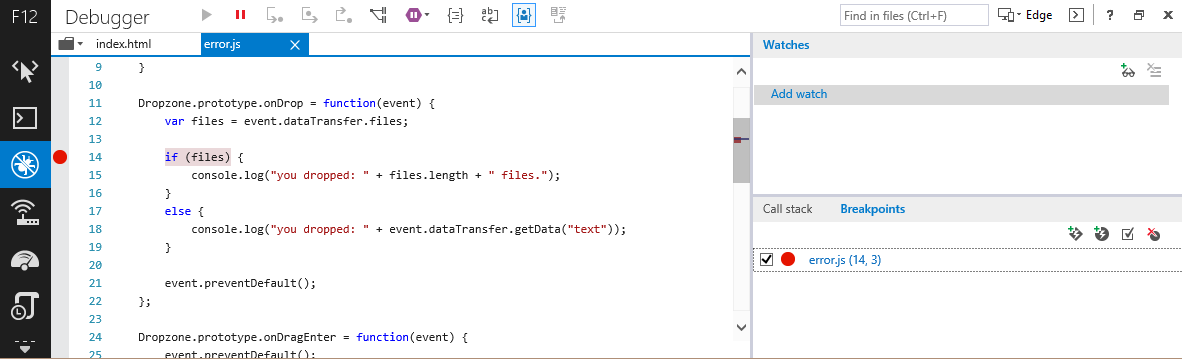 F12 Debugger Find in files (Ctrl+F) Edge ?
index.html error.js
Watches
Add watch
9 }
10
11 Dropzone.prototype.onDrop = function(event) {
12 var files = event.dataTransfer.files;
13
14 if (files) {
15 console.log("you dropped: " + files.length + " files.");
16 }
17 else {
18 console.log("you dropped: " + event.dataTransfer.getData("text"));
19 }
20
21 event.preventDefault();
22 };
23
24 Dropzone.prototype.onDragEnter = function(event) {
25 event.preventDefault();
Call stack Breakpoints
error.js (14, 3)